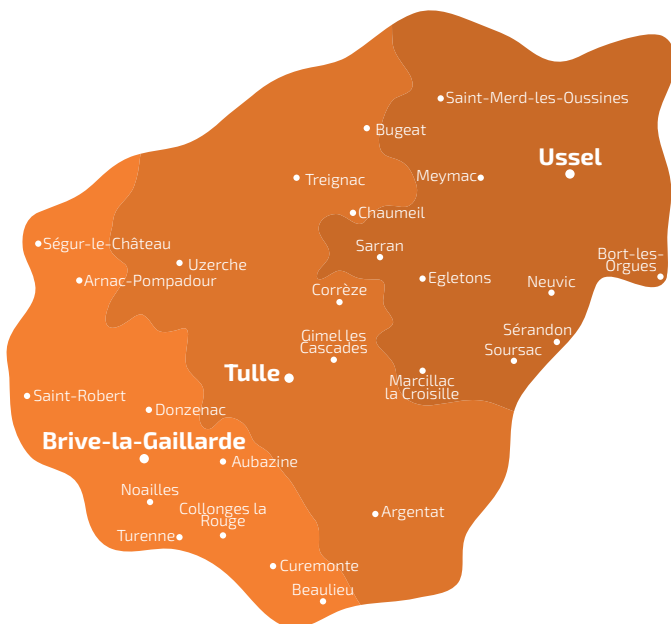 Saint-Merd-les-Oussines
Bugeat
Ussel
Treignac
Meymac
Chaumeil
Ségur-le-Château
Sarran
Bort-les-
Orgues
Uzerche
Arnac-Pompadour
Egletons
Neuvic
Corrèze
Gimel les
Cascades
Sérandon
Soursac
Tulle
Marcillac
la Croisille
Saint-Robert
Donzenac
Brive-la-Gaillarde
Aubazine
Noailles
Collonges la
Rouge
Argentat
Turenne
Curemonte
Beaulieu